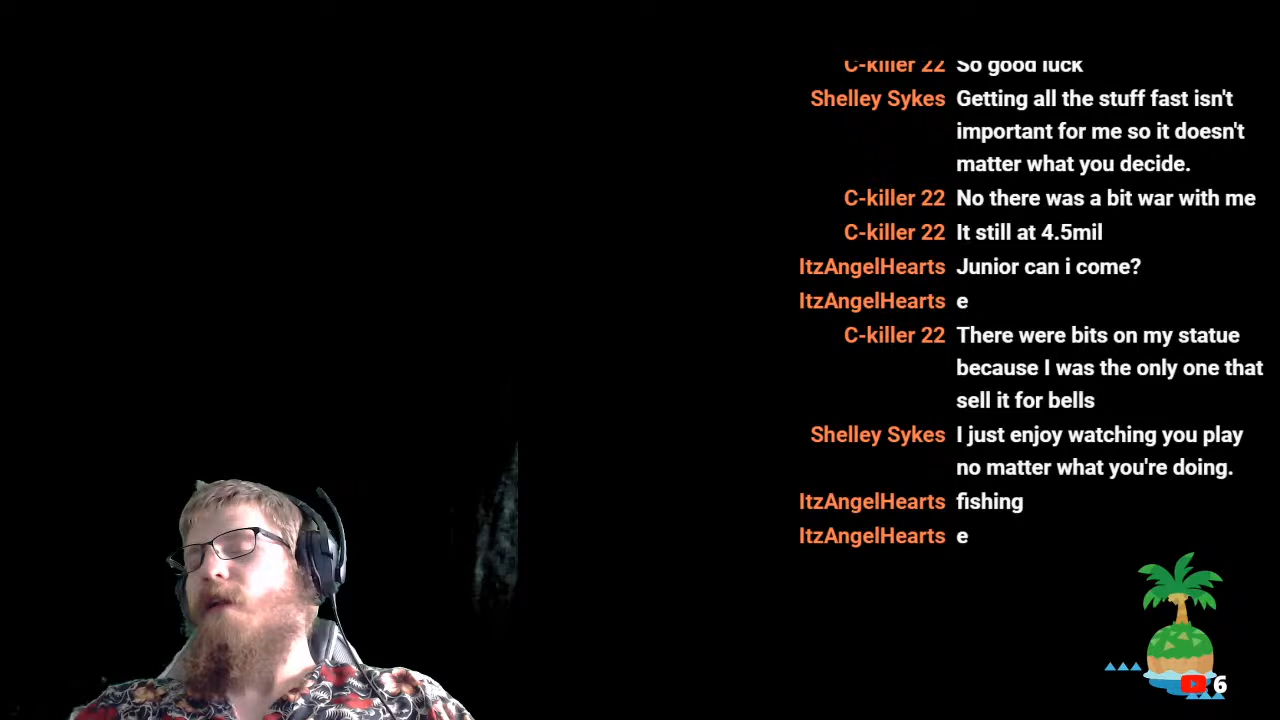 C-killer 22 So good luck
Shelley Sykes Getting all the stuff fast isn't
important for me so it doesn't
matter what you decide.
C-killer 22 No there was a bit war with me
C-killer 22 It still at 4.5mil
ItzAngelHearts Junior can i come?
ItzAngelHearts e
C-killer 22 There were bits on my statue
because I was the only one that
sell it for bells
Shelley Sykes I just enjoy watching you play
no matter what you're doing.
ItzAngelHearts fishing
ItzAngelHearts e
6